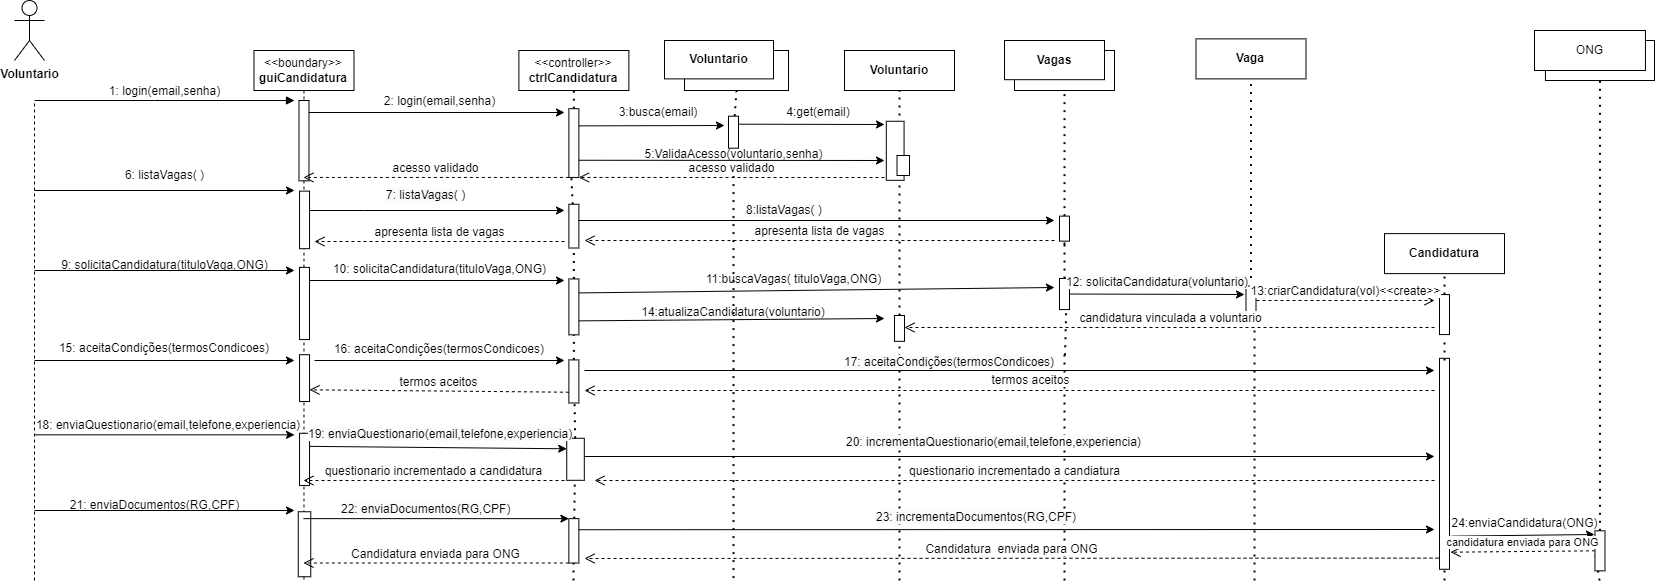 Voluntario
<<boundary>>
guiCandidatura
<<controller>>
ctrlCandidatura
Voluntario
Voluntario
Vagas
Vaga
ONG
1: login(email,senha)
2: login(email,senha)
3:busca(email)
4:get(email)
5:ValidaAcesso(voluntario,senha)
acesso validado
acesso validado
6: listaVagas( )
7: listaVagas( )
8:listaVagas( )
apresenta lista de vagas
apresenta lista de vagas
Candidatura
9: solicitaCandidatura(tituloVaga,ONG)
10: solicitaCandidatura(tituloVaga,ONG)
11:buscaVagas( tituloVaga,ONG)
12: solicitaCandidatura(voluntario)
13:criarCandidatura(vol)<<create>>
14:atualizaCandidatura(voluntario)
candidatura vinculada a voluntario
15: aceitaCondições(termosCondicoes)
16: aceitaCondições(termosCondicoes)
17: aceitaCondições(termosCondicoes)
termos aceitos
termos aceitos
18: enviaQuestionario(email,telefone,experiencia)
19: enviaQuestionario(email,telefone,experiencia)
20: incrementaQuestionario(email,telefone,experiencia)
questionario incrementado a candidatura
questionario incrementado a candiatura
21: enviaDocumentos(RG,CPF)
22: enviaDocumentos(RG,CPF)
23: incrementaDocumentos(RG,CPF)
24:enviaCandidatura(ONG)
candidatura enviada para ONG
Candidatura enviada para ONG
Candidatura  enviada para ONG